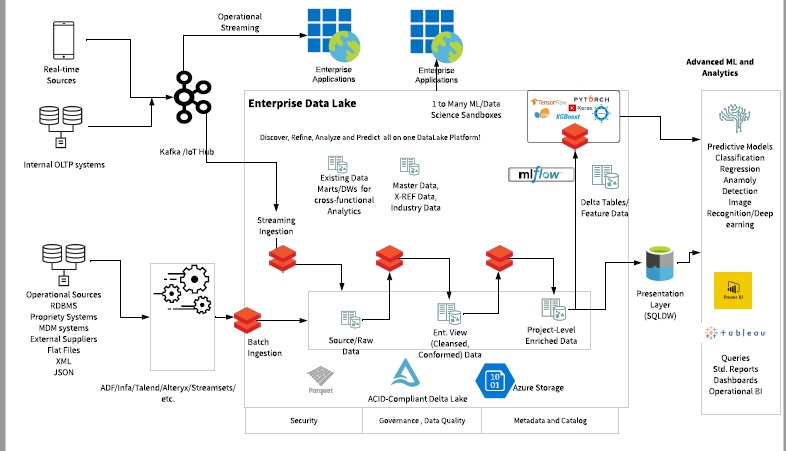 Operational
Streaming
Enterprise
Applications
Enterprise
Applications
Real-time
Sources
Kafka /IoT Hub
Internal OLTP systems
Enterprise Data Lake
1 to Many ML/Data
Science Sandboxes
TensorFlow
PYTORCH
Keras
XGBoost
Advanced ML and
Analytics
Discover, Refine, Analyze and Predict all on one DataLake Platform!
Existing Data
Marts/DWs for
cross-functional
Analytics
Master Data,
X-REF Data,
Industry Data
mlflow
Delta Tables/
Feature Data
Predictive Models
Classification
Regression
Anamoly
Detection
Image
Recognition/Deep
earning
Streaming
Ingestion
Operational Sources
RDBMS
Propriety Systems
MDM systems
External Suppliers
Flat Files
XML
JSON
ADF/Infa/Talend/Alteryx/Streamsets/
etc.
Batch
Ingestion
Source/Raw
Data
Ent. View
(Cleansed,
Conformed) Data
Project-Level
Enriched Data
Presentation
Layer
(SQLDW)
Power BI
tableau
Queries
Std. Reports
Dashboards
Operational BI
Parquet
ACID-Compliant Delta Lake
10
01
Azure Storage
Security
Governance , Data Quality
Metadata and Catalog